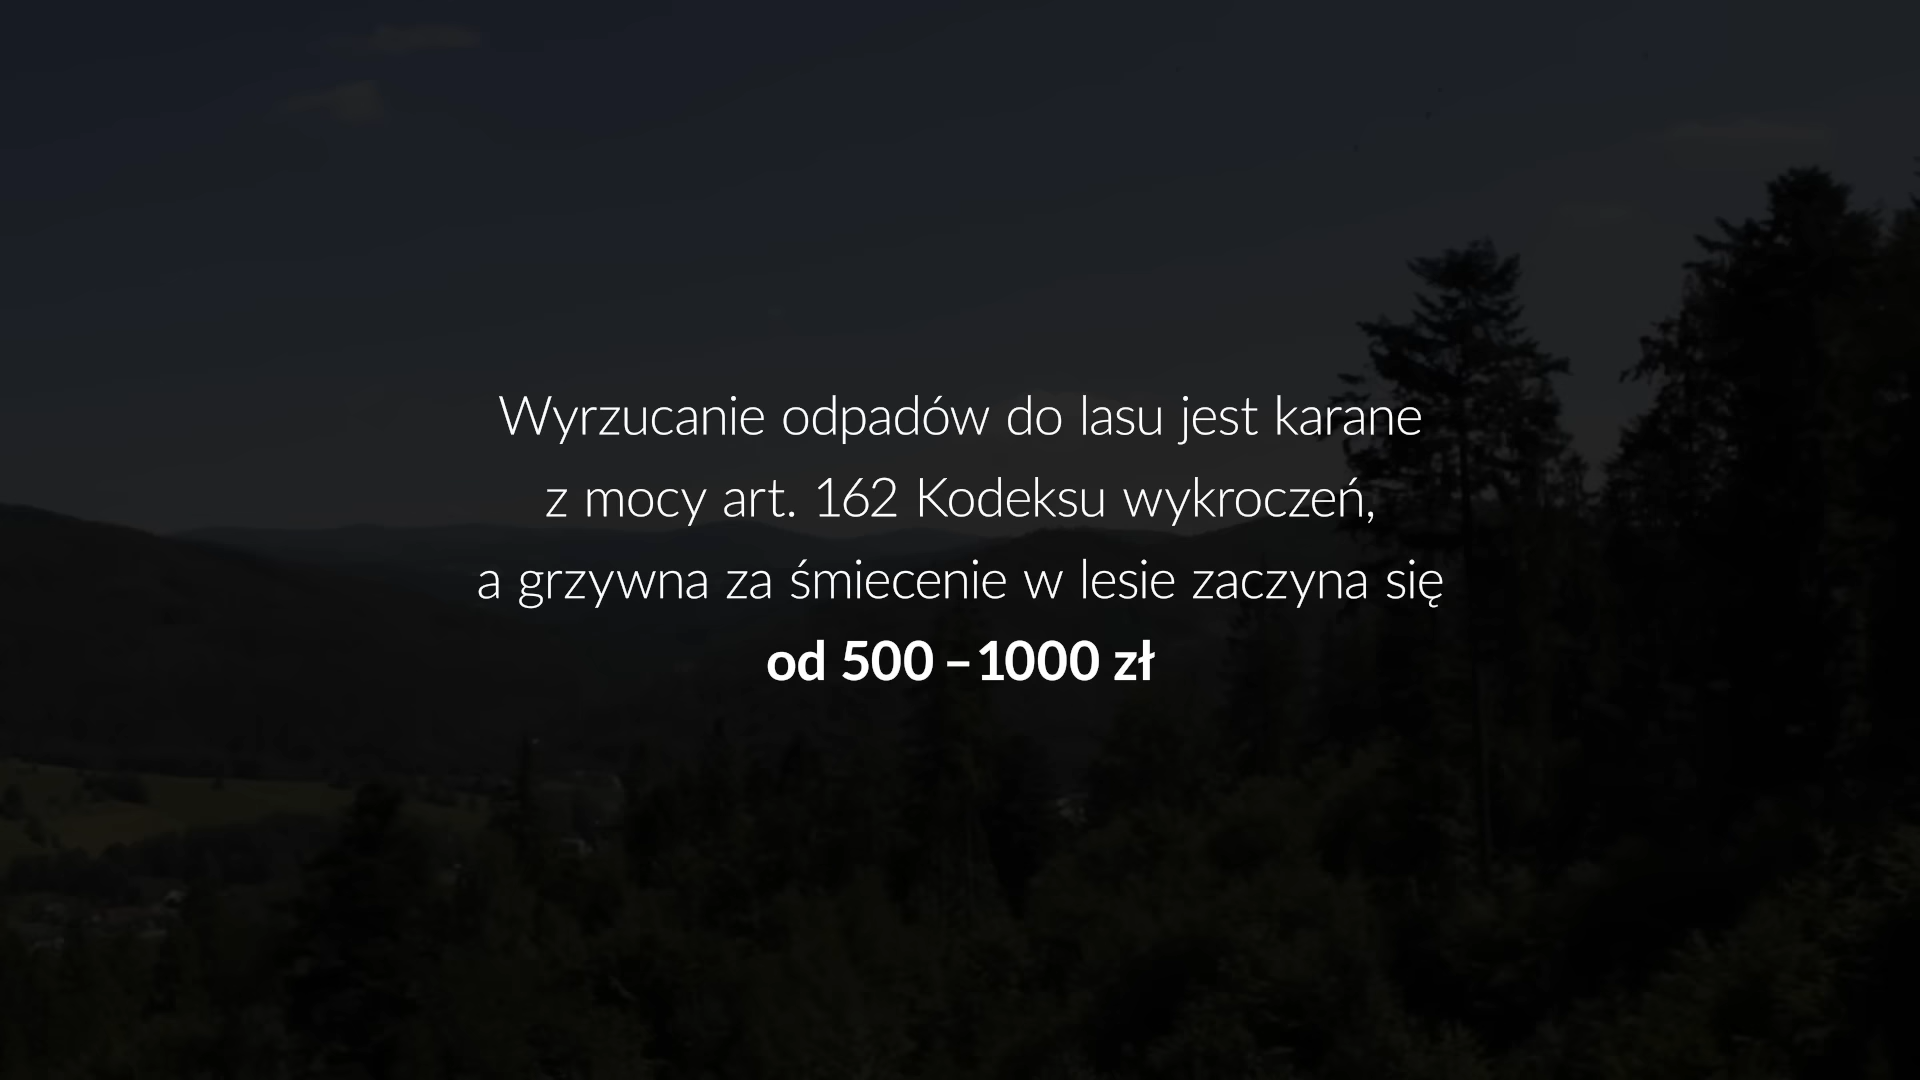 Wyrzucanie odpadów do lasu jest karane
z mocy art. 162 Kodeksu wykroczeń,
a grzywna za śmiecenie w lesie zaczyna się
od 500 –1000 zł